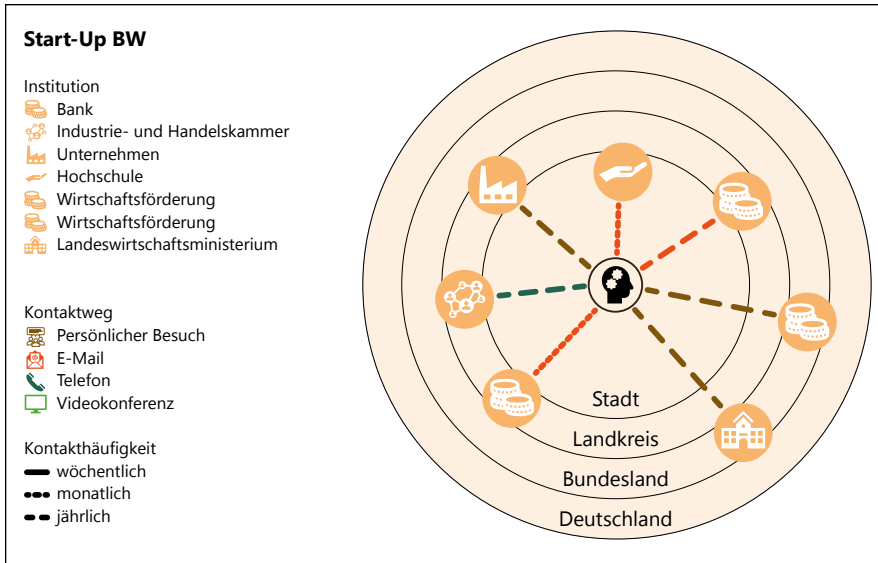 Start-Up BW
Institution
Bank
Industrie- und Handelskammer
Unternehmen
Hochschule
Wirtschaftsförderung
Wirtschaftsförderung
Landeswirtschaftsministerium
Kontaktweg
Persönlicher Besuch
E-Mail
Telefon
Videokonferenz
Kontakthäufigkeit
wöchentlich
monatlich
jährlich
Stadt
Landkreis
Bundesland
Deutschland